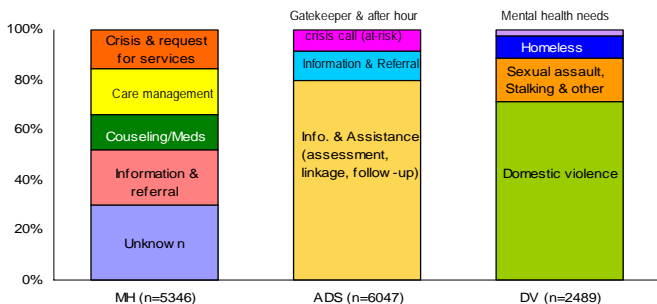 Gatekeeper & after hour
crisis call (at-risk)
Mental health needs
100%
80%
60%
40%
20%
0%
Crisis & request
for services
Care management
Couseling/Meds
Information &
referral
Unknown
Information & Referral
Info. & Assistance
(assessment,
linkage, follow-up)
Homeless
Sexual assault,
Stalking & other
Domestic violence
MH (n=5346)
ADS (n=6047)
DV (n=2489)